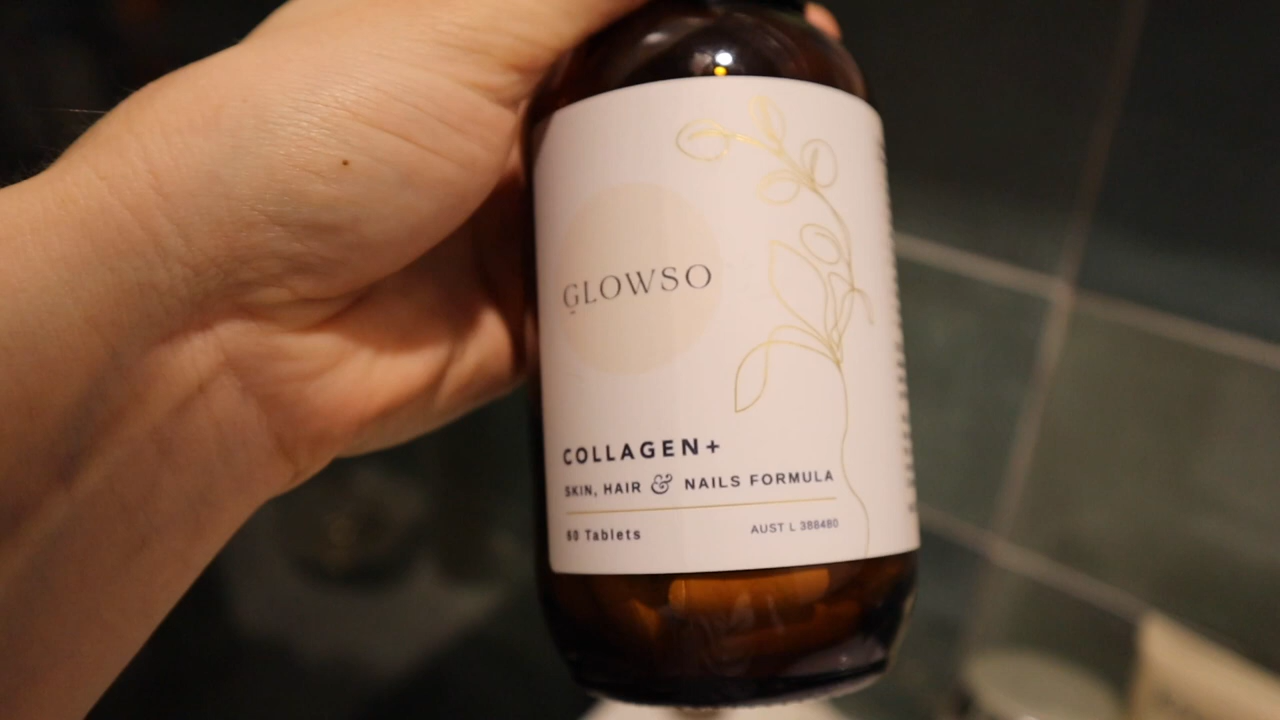 GLOWSO
COLLAGEN+
SKIN, HAIR & NAILS FORMULA
60 Tablets
AUST L 388480